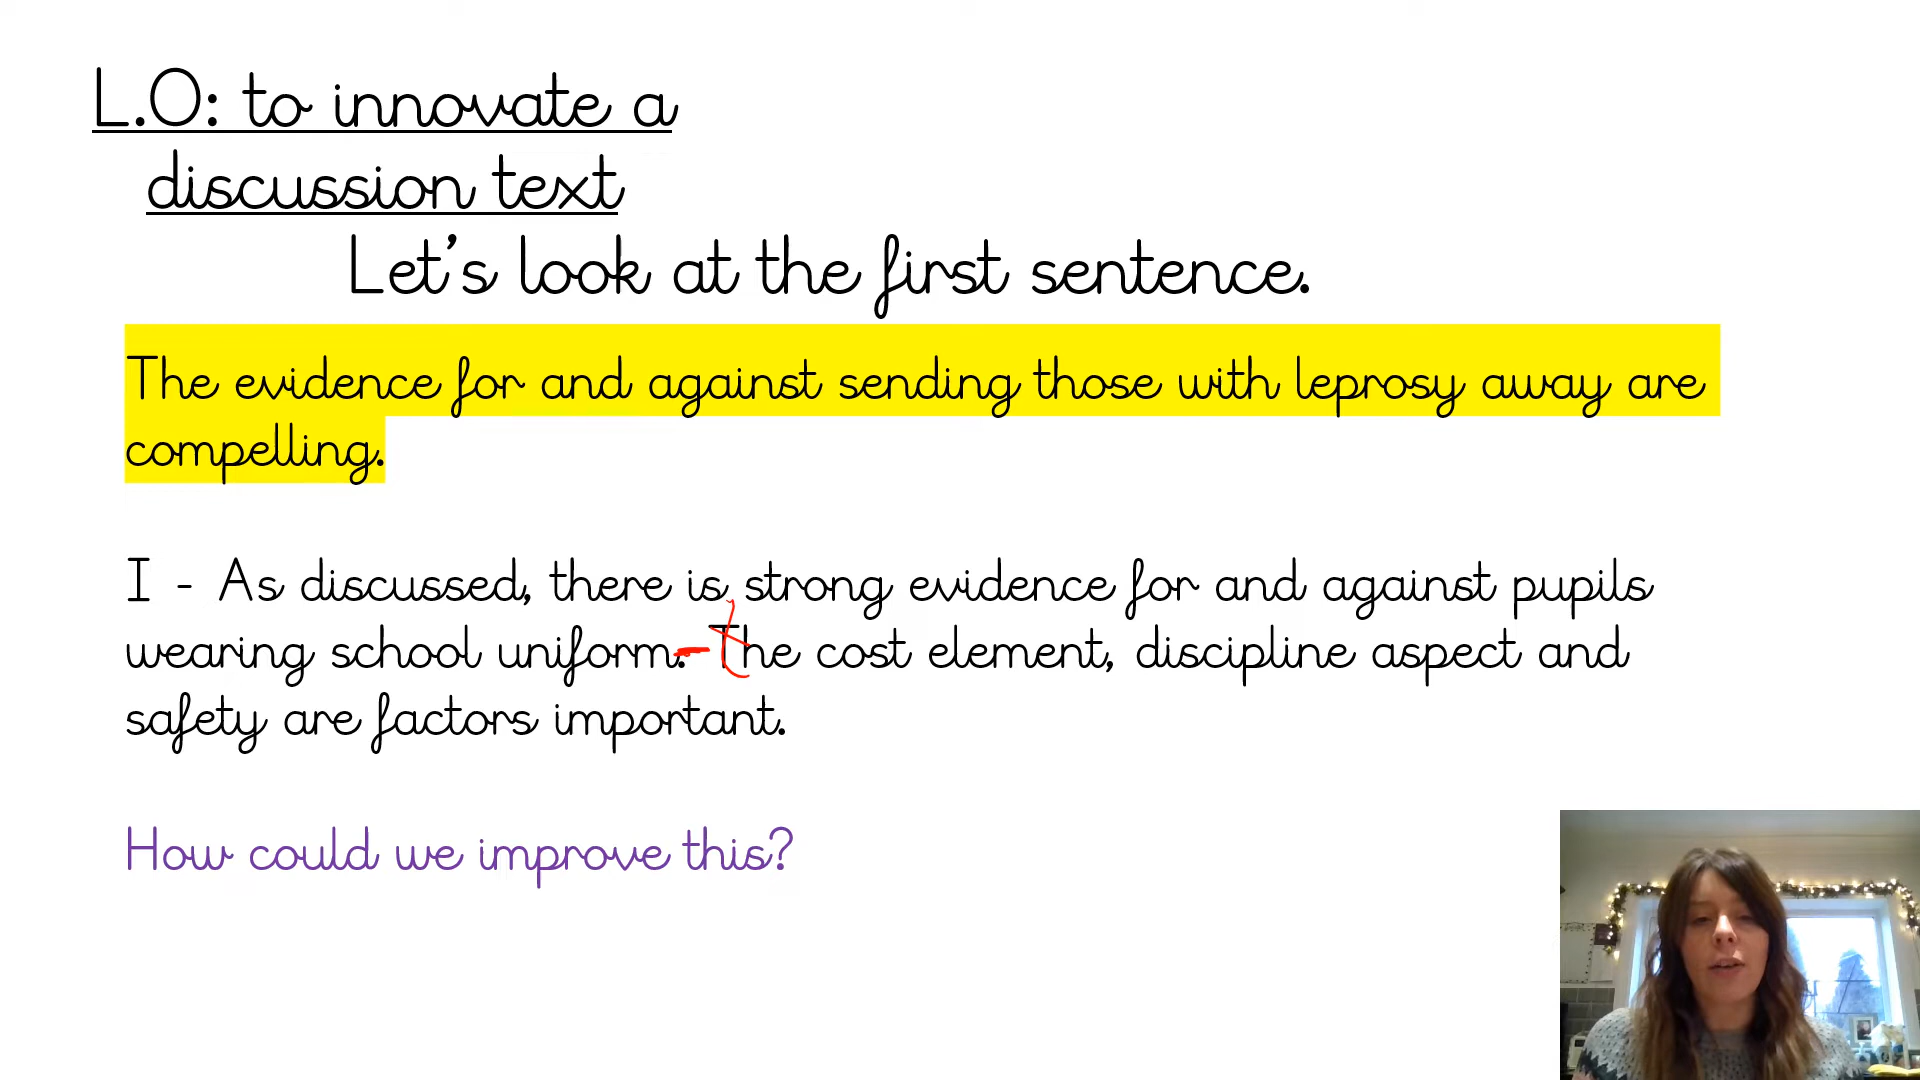 L.O: to innovate a
discussion text
Let's look at the first sentence.
The evidence for and against sending those with leprosy away are
compelling.
I - As discussed, there is strong evidence for and against pupils
wearing school uniform.- The cost element, discipline aspect and
safety are factors important.
How could we improve this?